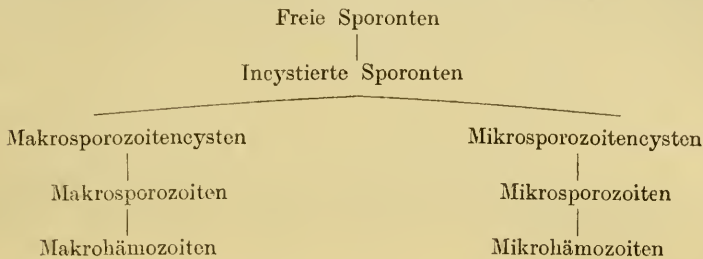 Freie Sporonten
Incystierte Sporonten
Makrosporozoitencysten Mikrosporozoitencysten
Makrosporozoiten Mikrosporozoiten
Makrohämozoiten Mikrohämozoiten